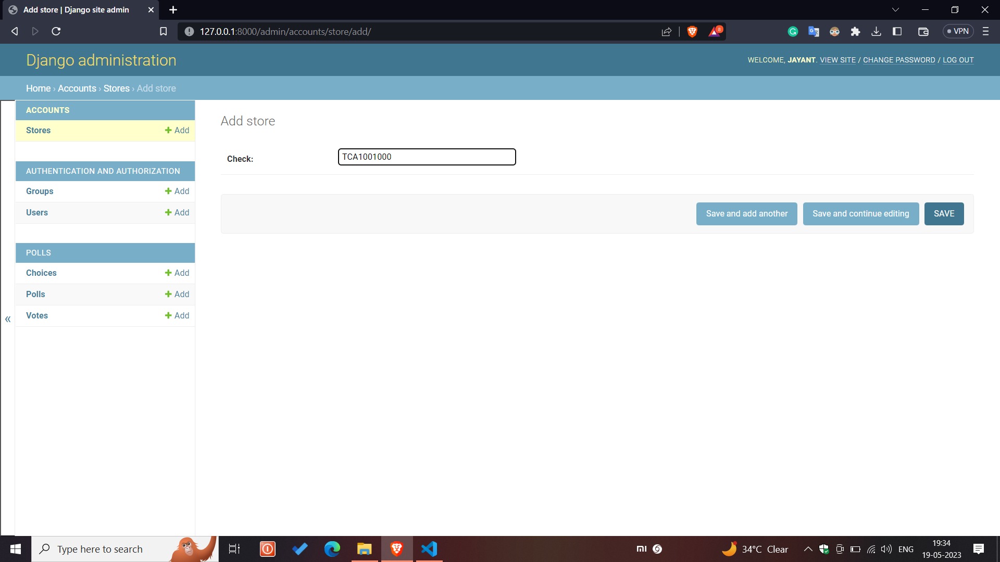 Add store | Django site admin
127.0.0.1:8000/admin/accounts/store/add/
8
VPN
Django administration
WELCOME, JAYANT. VIEW SITE / CHANGE PASSWORD / LOG OUT
Home › Accounts › Stores › Add store
ACCOUNTS
Stores
Add
AUTHENTICATION AND AUTHORIZATION
Groups
Add
Users
Add
POLLS
Choices
Add
Polls
Add
Votes
Add
«
Add store
Check:
TCA1001000
Save and add another
Save and continue editing
SAVE
Type here to search
34°C Clear
ENG
19:34
19-05-2023